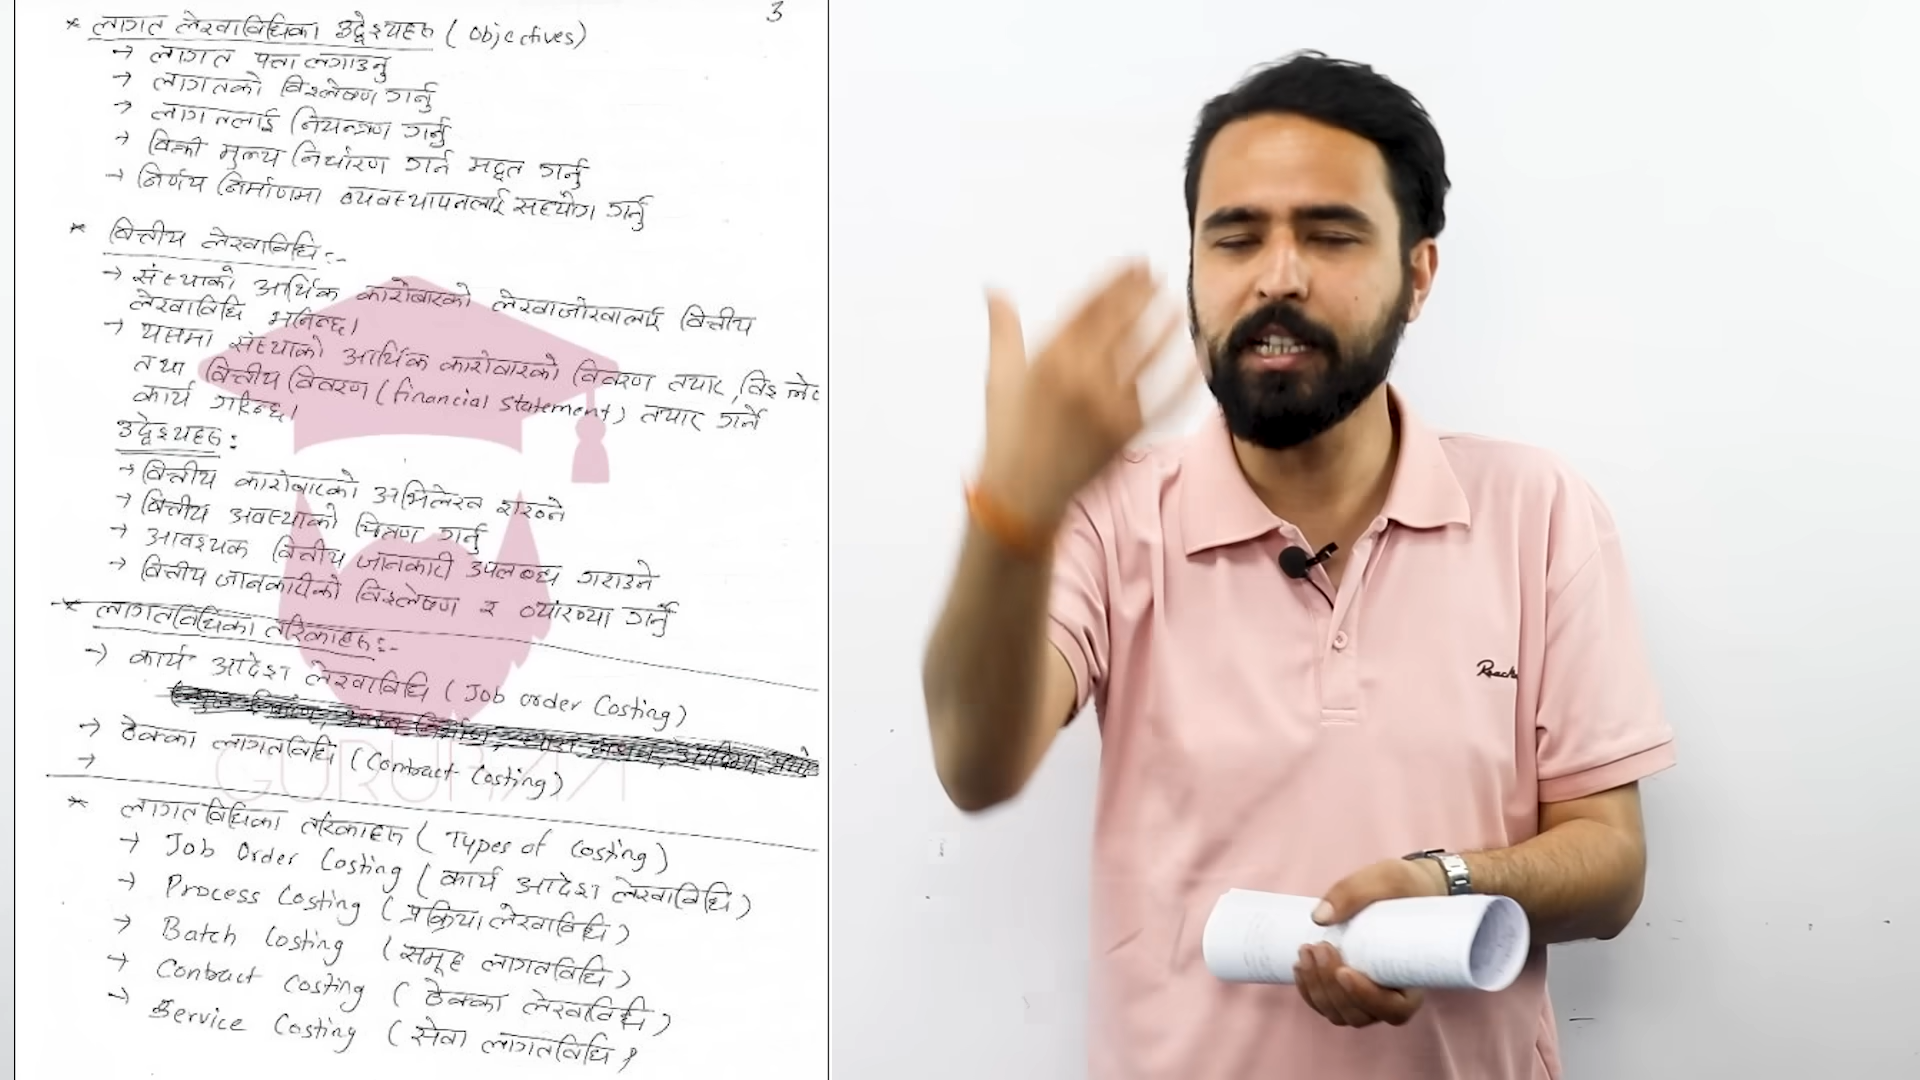 3
* लागत लेखाविधिका उद्देश्यहरु (Objectives)
→ लागत पत्ता लगाउनु
→ लागतको विश्लेषण गर्नु
→ लागतलाई नियन्त्रण गर्नु
→ विक्री मुल्य निर्धारण गर्न मद्दत गर्नु
→ निर्णय निर्माणमा व्यवस्थापनलाई सहयोग गर्नु
* वित्तीय लेखाविधि:-
→ संस्थाको आर्थिक कारोबारको लेखाजोखालाई वित्तीय
लेखाविधि भनिन्छ।
→ यसमा संस्थाको आर्थिक कारोवारको विवरण तयार,
तथा वित्तीय विवरण (financial statement) तयार गर्ने
कार्य गरिन्छ।
उद्देश्यहरु:
→ वित्तीय कारोबारको अभिलेख राख्ने
→ वित्तीय अवस्थाको चित्रण गर्नु
→ आवश्यक वित्तीय जानकारी उपलब्ध गराउने
→ वित्तीय जानकारीको विश्लेषण र व्याख्या गर्नु
* लागतविधिका तरिकाहरु:-
→ कार्य आदेश लेखाविधि (Job order Costing)
→ ठेक्का लागतविधि (Contract Costing)
→
* लागतविधिका तरिकाहरु (Types of Costing)
→ Job Order Costing (कार्य आदेश लेखाविधि)
→ Process Costing (प्रक्रिया लेखाविधि)
→ Batch Costing (समूह लागतविधि)
→ Contract Costing (ठेक्का लेखाविधि)
→ Service Costing (सेवा लागतविधि)